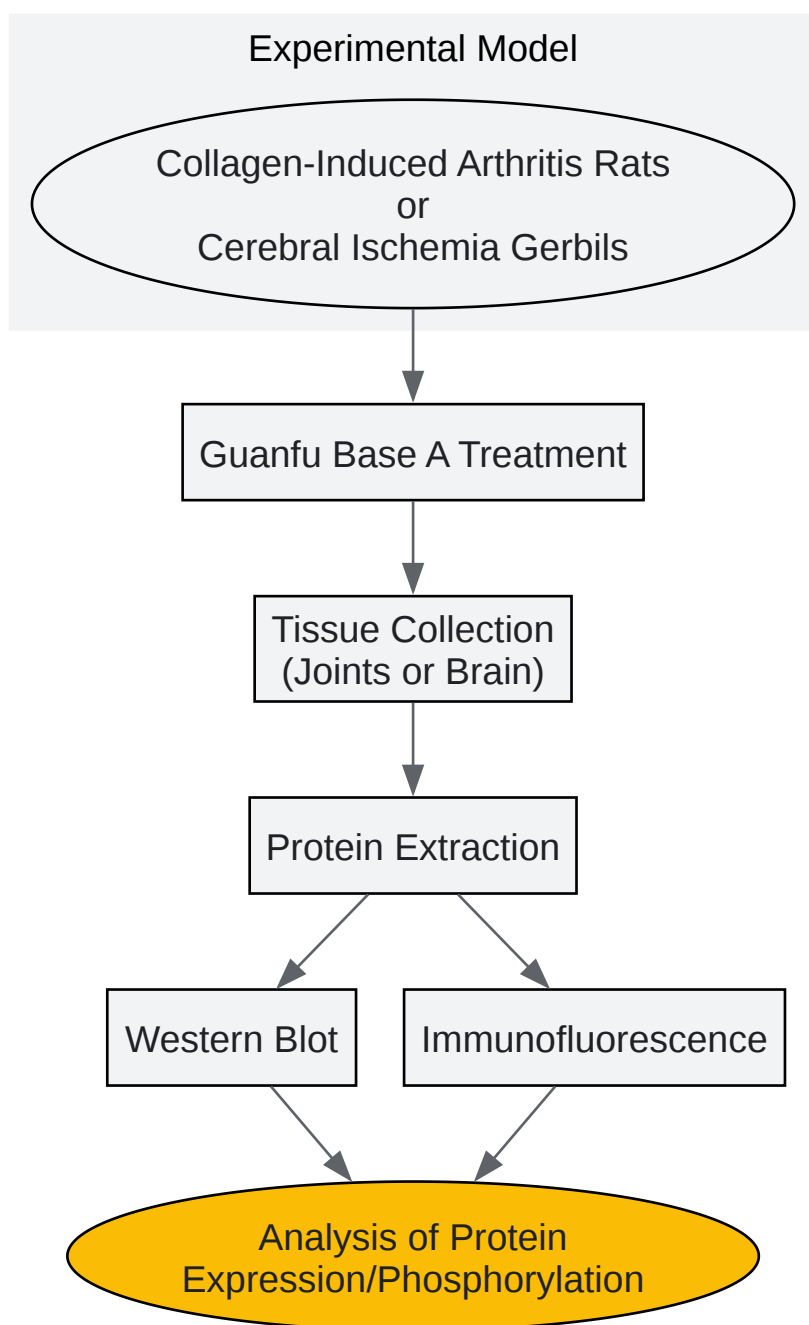 Experimental Model
Collagen-Induced Arthritis Rats
or
Cerebral Ischemia Gerbils
Guanfu Base A Treatment
Tissue Collection
(Joints or Brain)
Protein Extraction
Western Blot
Immunofluorescence
Analysis of Protein
Expression/Phosphorylation